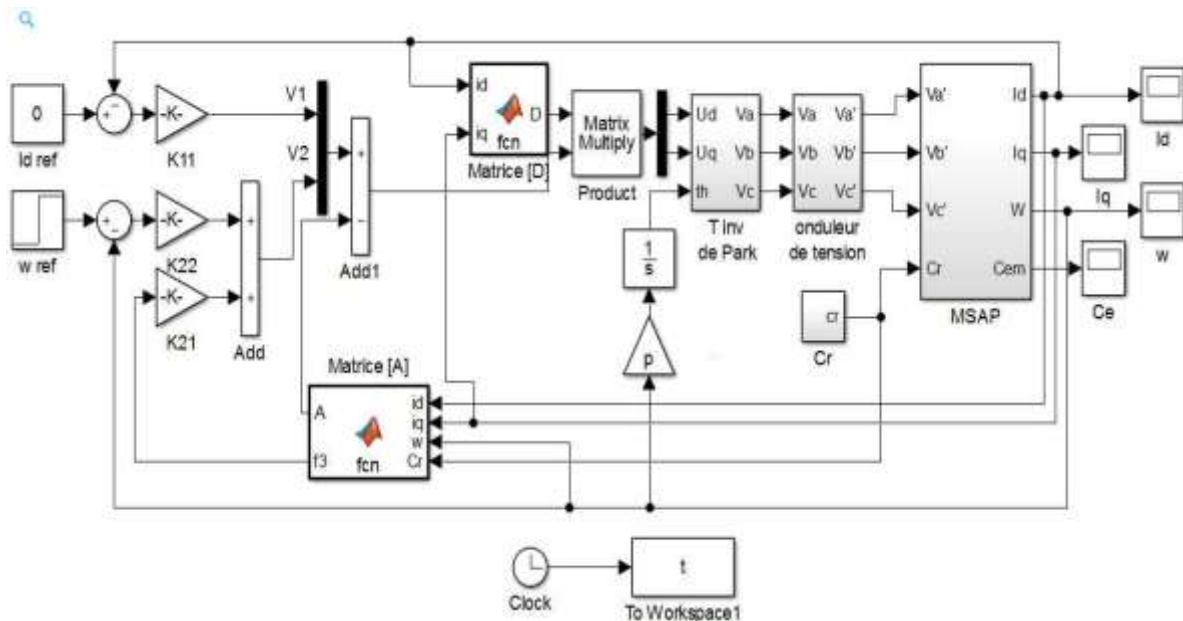 0
Id ref
w ref
-K-
K11
-K-
K22
-K-
K21
V1
V2
Add
Add1
id
iq
D
fcn
Matrice [D]
Matrix
Multiply
Product
Ud
Uq
th
Va
Vb
Vc
T inv
de Park
Va
Vb
Vc
Va'
Vb'
Vc'
onduleur
de tension
Va'
Vb'
Vc'
Cr
Id
Iq
W
Cem
MSAP
Id
Iq
w
Ce
1
s
p
cr
Cr
Matrice [A]
A
f3
id
iq
w
Cr
fcn
Clock
t
To Workspace1